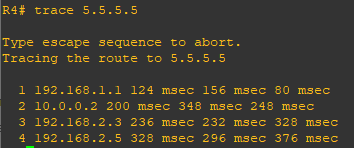 R4# trace 5.5.5.5
Type escape sequence to abort.
Tracing the route to 5.5.5.5
1 192.168.1.1 124 msec 156 msec 80 msec
2 10.0.0.2 200 msec 348 msec 248 msec
3 192.168.2.3 236 msec 232 msec 328 msec
4 192.168.2.5 328 msec 296 msec 376 msec